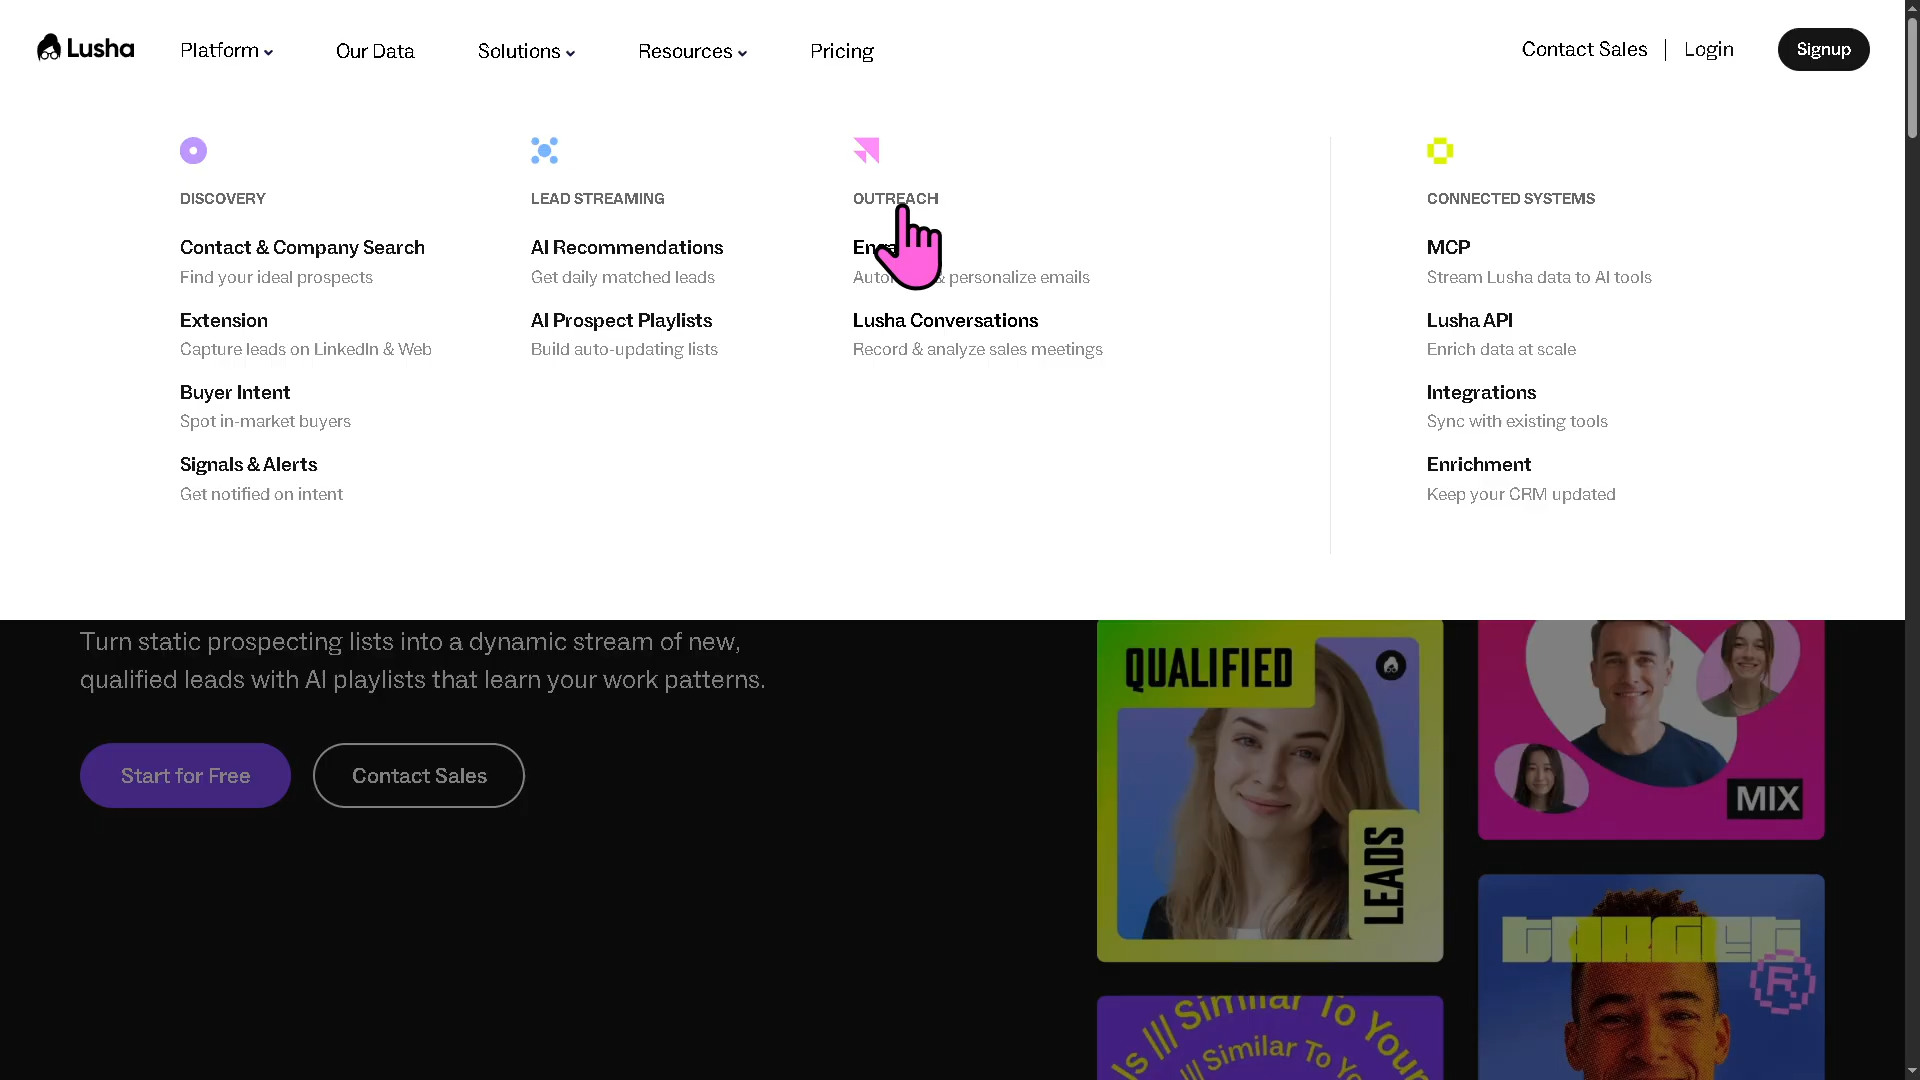 Lusha
Platform
Our Data
Solutions
Resources
Pricing
Contact Sales
Login
Signup
DISCOVERY
Contact & Company Search
Find your ideal prospects
Extension
Capture leads on LinkedIn & Web
Buyer Intent
Spot in-market buyers
Signals & Alerts
Get notified on intent
LEAD STREAMING
AI Recommendations
Get daily matched leads
AI Prospect Playlists
Build auto-updating lists
OUTREACH
& personalize emails
Lusha Conversations
Record & analyze sales meetings
CONNECTED SYSTEMS
MCP
Stream Lusha data to AI tools
Lusha API
Enrich data at scale
Integrations
Sync with existing tools
Enrichment
Keep your CRM updated
Turn static prospecting lists into a dynamic stream of new,
qualified leads with AI playlists that learn your work patterns.
Start for Free
Contact Sales
QUALIFIED
LEADS
MIX
TARGET
R
Similar To Your
Similar To